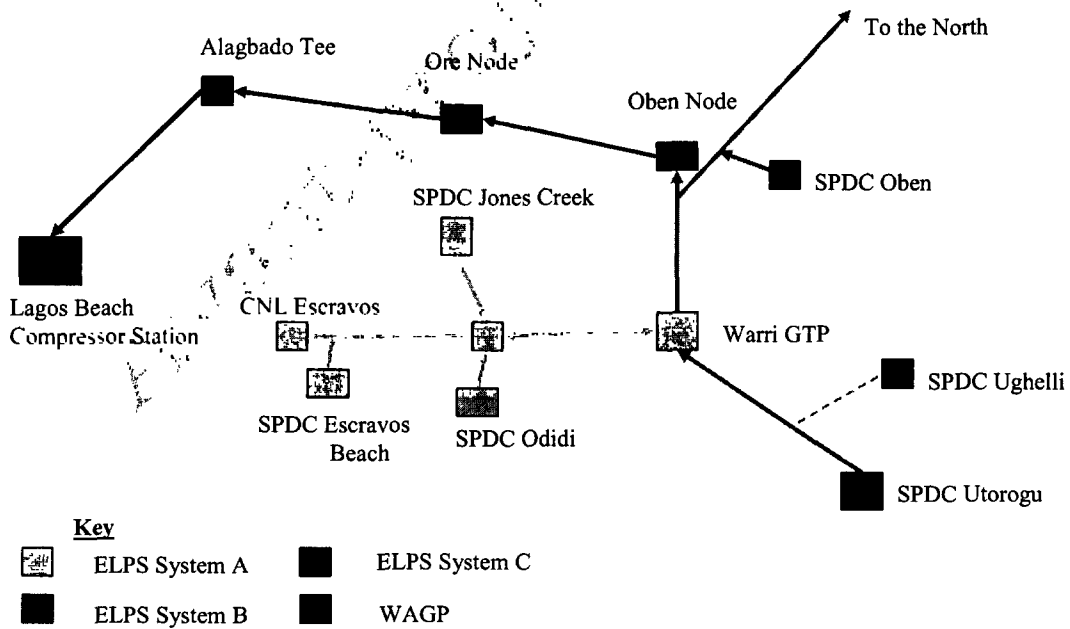 To the North
Alagbado Tee
Ore Node
Oben Node
SPDC Oben
SPDC Jones Creek
Lagos Beach
Compressor Station
CNL Escravos
Warri GTP
SPDC Ughelli
SPDC Escravos
Beach
SPDC Odidi
SPDC Utorogu
Key
ELPS System A
ELPS System C
ELPS System B
WAGP